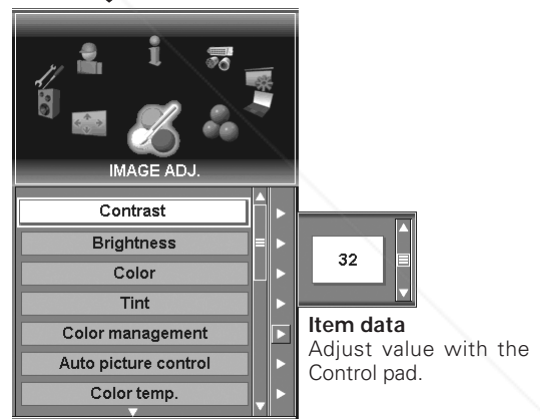 IMAGE ADJ.
Contrast
Brightness
Color
Tint
Color management
Auto picture control
Color temp.
32
Item data
Adjust value with the
Control pad.